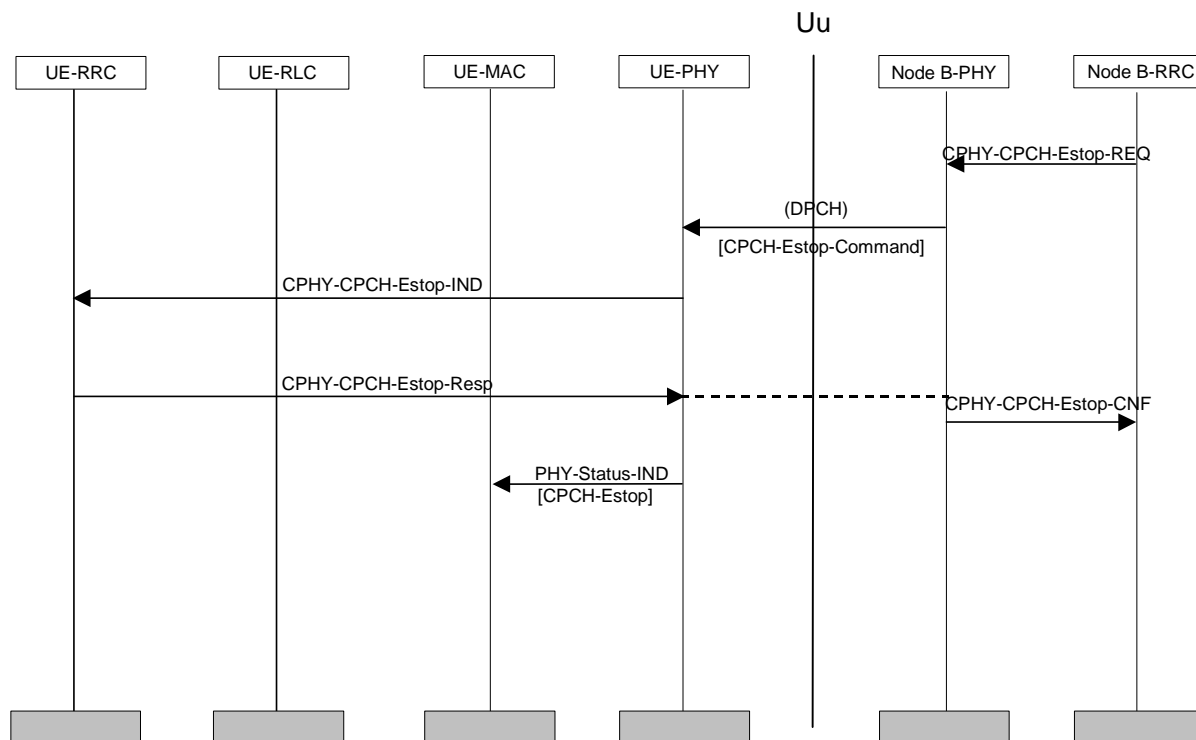 Uu
UE-RRC
UE-RLC
UE-MAC
UE-PHY
Node B-PHY
Node B-RRC
CPHY-CPCH-Estop-REQ
(DPCH)
[CPCH-Estop-Command]
CPHY-CPCH-Estop-IND
CPHY-CPCH-Estop-Resp
CPHY-CPCH-Estop-CNF
PHY-Status-IND
[CPCH-Estop]